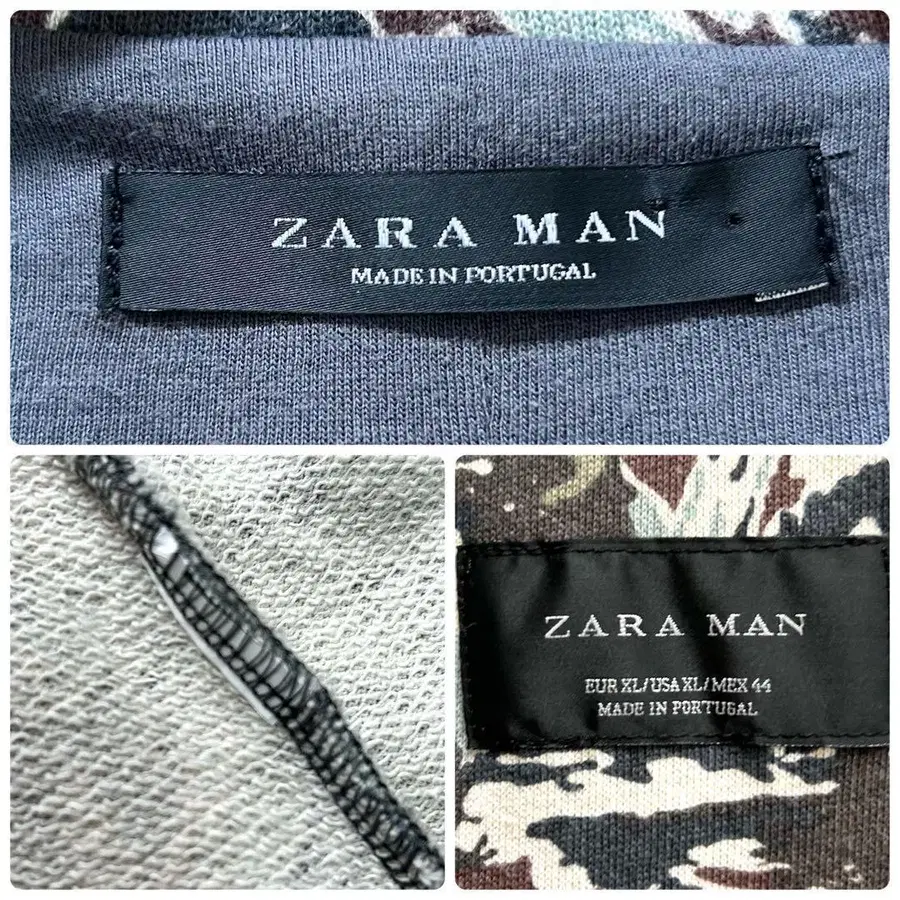 ZARA MAN
MADE IN PORTUGAL
ZARA MAN
EUR XL/USA XL/MEX 44
MADE IN PORTUGAL